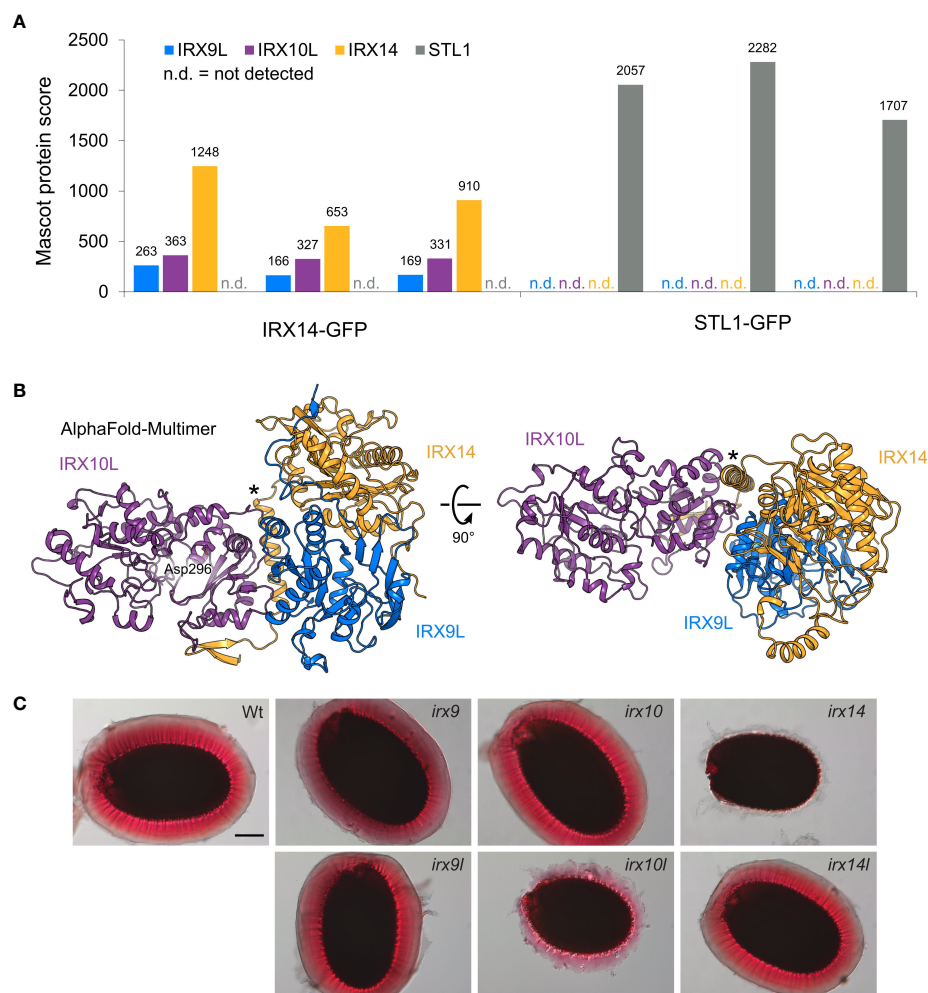 A
Mascot protein score
2500
2000
1500
1000
500
0
IRX9L IRX10L IRX14 STL1
n.d. = not detected
263 363 1248 n.d. 166 327 653 n.d. 169 331 910 n.d. n.d. n.d. n.d. 2057 n.d. n.d. n.d. 2282 n.d. n.d. n.d. 1707
IRX14-GFP STL1-GFP
B
AlphaFold-Multimer
IRX10L
IRX14
*
Asp296
IRX9L
90°
IRX10L
*
IRX14
IRX9L
C
Wt irx9 irx10 irx14
irx9l irx10l irx14l